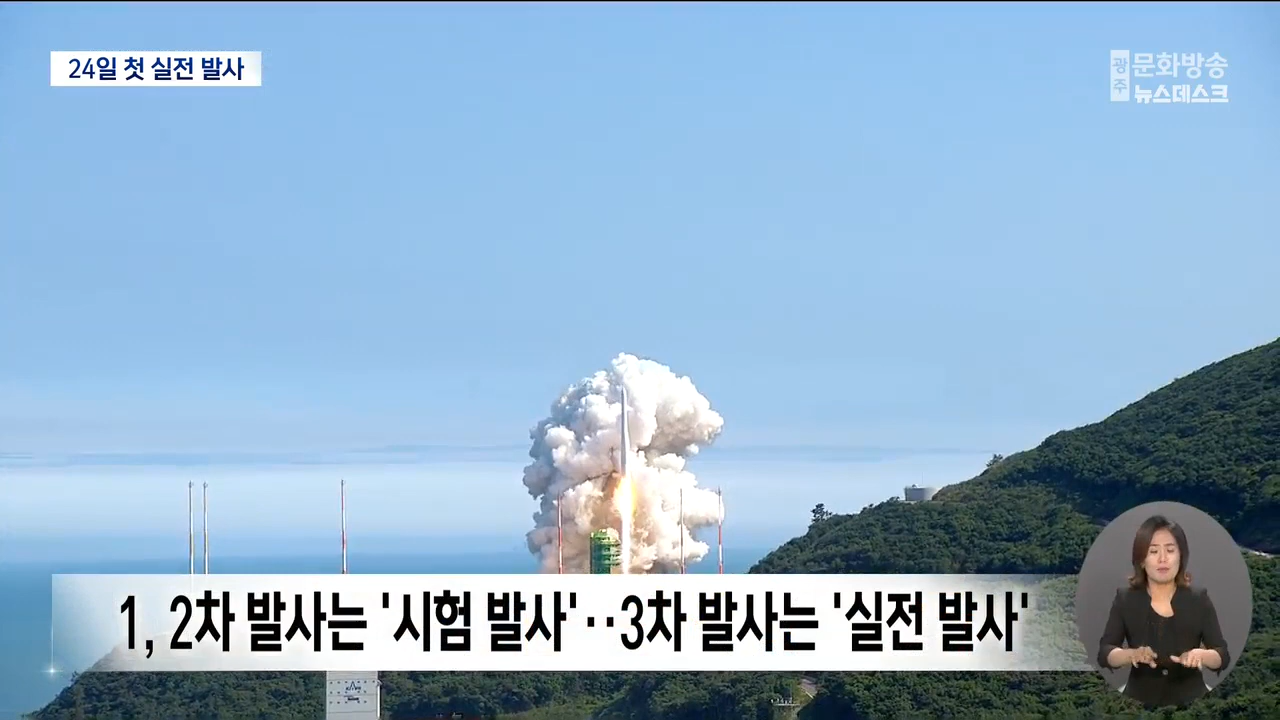 24일 첫 실전 발사
광주
문화방송
뉴스데스크
1, 2차 발사는 '시험 발사'··3차 발사는 '실전 발사'